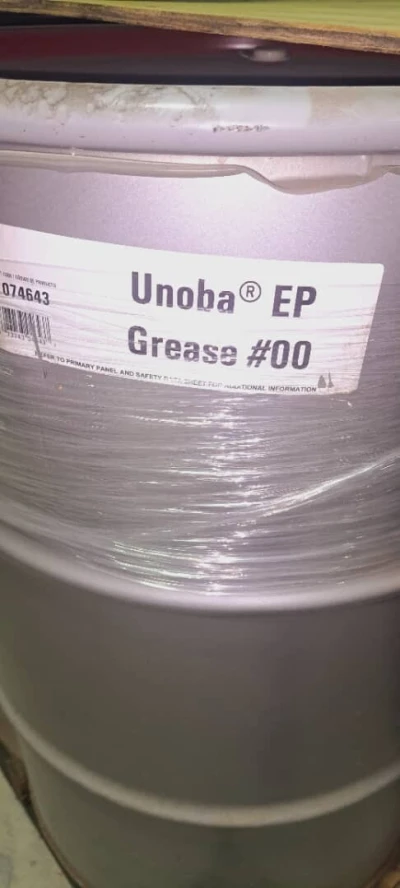 074643
Unoba® EP
Grease #00
REFER TO PRIMARY PANEL AND SAFETY DATA SHEET FOR ADDITIONAL INFORMATION